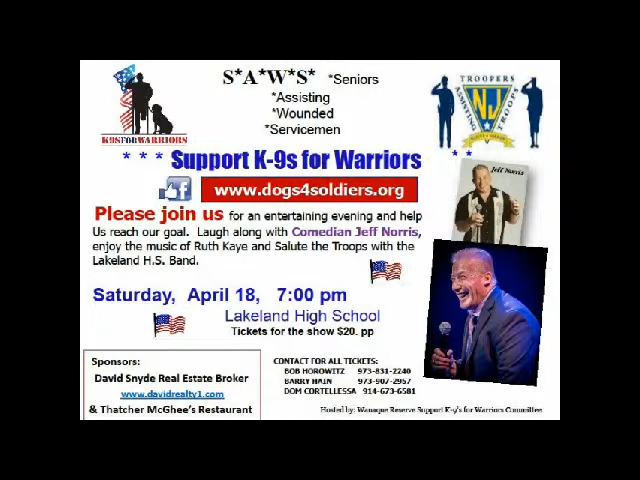 S*A*W*S* *Seniors
*Assisting
*Wounded
*Servicemen
K9SFORWARRIORS
TROOPERS
ASSISTING
TROOPS
NJ
* * * Support K-9s for Warriors * *
f
www.dogs4soldiers.org
Jeff Norris
Please join us for an entertaining evening and help
Us reach our goal. Laugh along with Comedian Jeff Norris,
enjoy the music of Ruth Kaye and Salute the Troops with the
Lakeland H.S. Band.
Saturday, April 18, 7:00 pm
Lakeland High School
Tickets for the show $20. pp
Sponsors:
David Snyde Real Estate Broker
www.davidrealty1.com
& Thatcher McGhee's Restaurant
CONTACT FOR ALL TICKETS:
BOB HOROWITZ 973-831-2240
BARRY HAIN 973-907-2957
DOM CORTELLESSA 914-673-6581
Hosted by: Wanaque Reserve Support K-9's for Warriors Committee